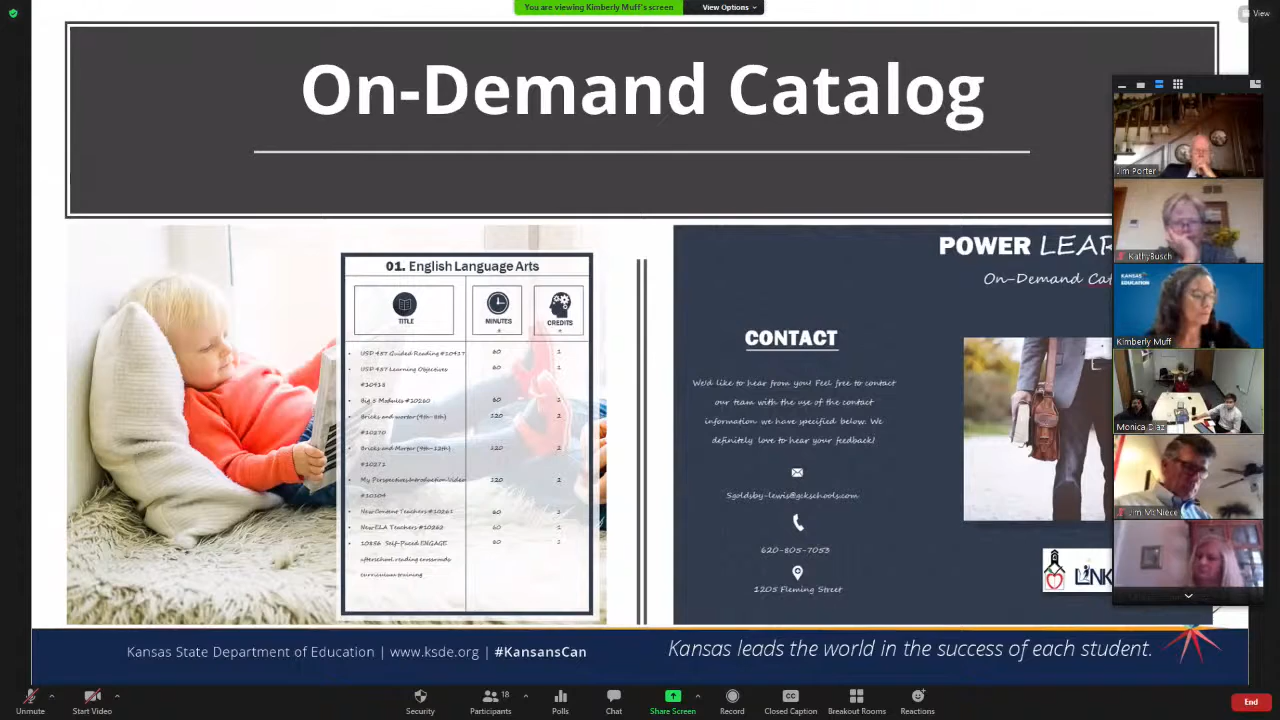 You are viewing Kimberly Muff's screen
View Options
View
On-Demand Catalog
01. English Language Arts
TITLE
MINUTES
CREDITS
USD 457 Guided Reading #10417 60 1
USD 457 Learning Objectives 60 1
#10418
Big 5 Modules #10260 60 1
Bricks and mortar (9th-8th) 120 2
#10270
Bricks and Mortar (9th-12th) 120 2
#10271
My Perspectives Introduction Video 120 2
#10104
New Content Teachers #10261 60 1
New ELA Teachers #10262 60 1
10856 Self-Paced ENGAGE 60 1
afterschool reading crossroads
curriculum training
POWER LEAR
On-Demand Cat
CONTACT
We'd like to hear from you! Feel free to contact
our team with the use of the contact
information we have specified below. We
definitely love to hear your feedback!
Sgoldsby-lewis@gckschools.com
620-805-7053
1205 Fleming Street
LINK
Jim Porter
KathyBusch
KANSAS
EDUCATION
Kimberly Muff
Monica Diaz
Jim McNiece
Kansas State Department of Education | www.ksde.org | #KansansCan
Kansas leads the world in the success of each student.
Unmute
Start Video
Security
Participants 18
Polls
Chat
Share Screen
Record
CC
Closed Caption
Breakout Rooms
Reactions
End